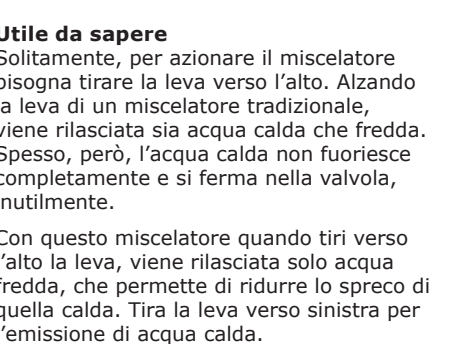 Utile da sapere
Solitamente, per azionare il miscelatore
bisogna tirare la leva verso l'alto. Alzando
la leva di un miscelatore tradizionale,
viene rilasciata sia acqua calda che fredda.
Spesso, però, l'acqua calda non fuoriesce
completamente e si ferma nella valvola,
inutilmente.
Con questo miscelatore quando tiri verso
l'alto la leva, viene rilasciata solo acqua
fredda, che permette di ridurre lo spreco di
quella calda. Tira la leva verso sinistra per
l'emissione di acqua calda.